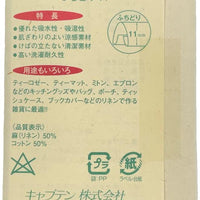 特長
●優れた吸水性・吸湿性
●肌ざわりのよい涼感素材
●けばの立たない清潔素材
●高い洗濯耐久性
ふちどり
11mm
用途もいろいろ
ティーコゼー、ティーマット、ミトン、エプロン
などのキッチングッズやバッグ、ポーチ、ティッ
シュケース、ブックカバーなどのリネンで作る
雑貨に最適!!
(品質表示)
麻(リネン) 50%
コットン 50%
プラ
袋:PP
紙
ラベル・台紙
キャプテン 株式会社